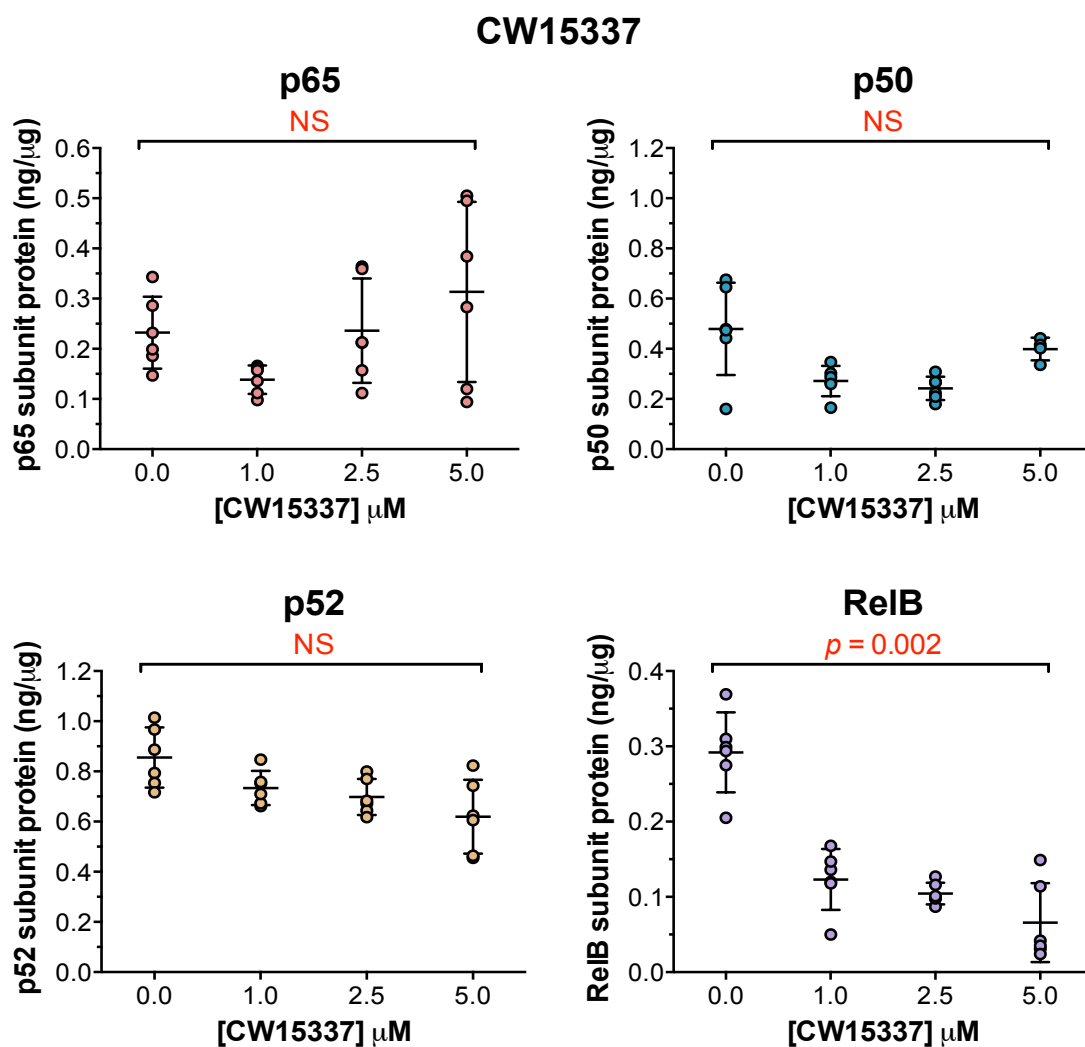 CW15337
p65
NS
p65 subunit protein (ng/μg)
0.6
0.5
0.4
0.3
0.2
0.1
0.0
0.0 1.0 2.5 5.0
[CW15337] μM
p50
NS
p50 subunit protein (ng/μg)
1.2
1.0
0.8
0.6
0.4
0.2
0.0
0.0 1.0 2.5 5.0
[CW15337] μM
p52
NS
p52 subunit protein (ng/μg)
1.2
1.0
0.8
0.6
0.4
0.2
0.0
0.0 1.0 2.5 5.0
[CW15337] μM
RelB
p = 0.002
RelB subunit protein (ng/μg)
0.4
0.3
0.2
0.1
0.0
0.0 1.0 2.5 5.0
[CW15337] μM